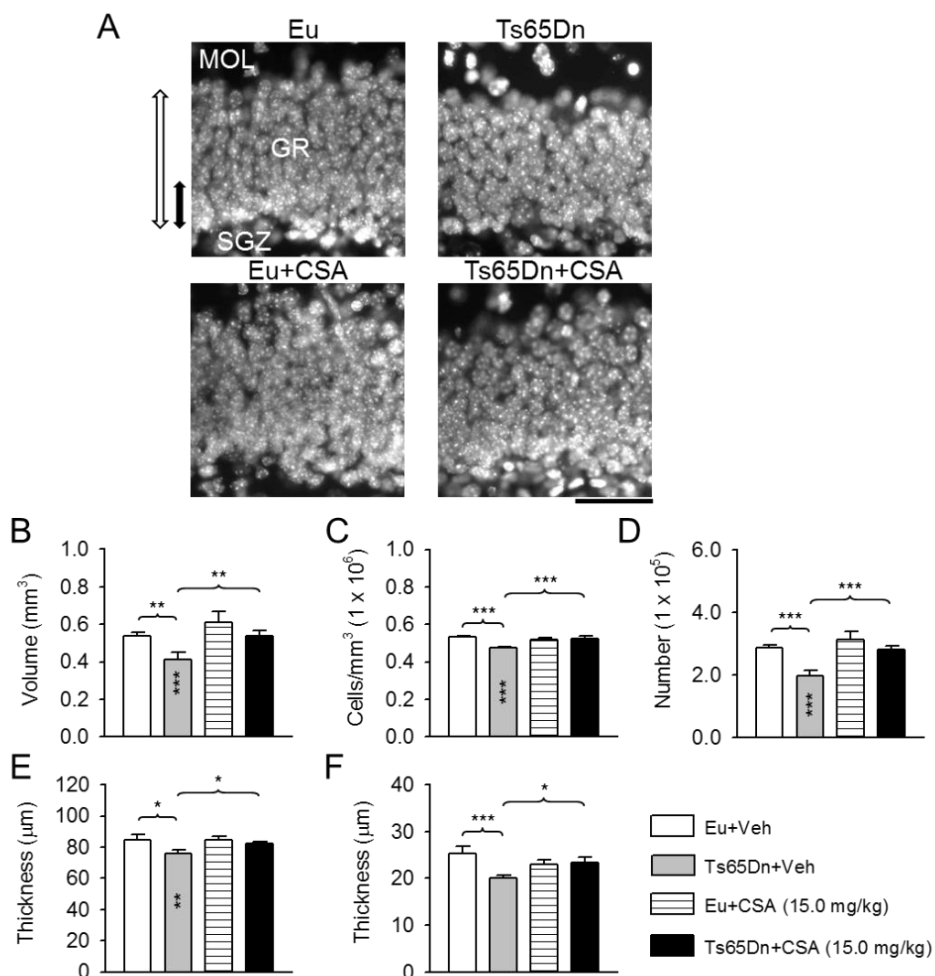 A
Eu
Ts65Dn
MOL
GR
SGZ
Eu+CSA
Ts65Dn+CSA
B
Volume (mm³)
1.0
0.8
0.6
0.4
0.2
0.0
**
**
***
C
Cells/mm³ (1 x 10⁶)
1.0
0.8
0.6
0.4
0.2
0.0
***
***
***
D
Number (1 x 10⁵)
6.0
4.0
2.0
0.0
***
***
***
E
Thickness (μm)
120
100
80
60
40
20
0
*
*
**
F
Thickness (μm)
40
30
20
10
0
***
*
Eu+Veh
Ts65Dn+Veh
Eu+CSA (15.0 mg/kg)
Ts65Dn+CSA (15.0 mg/kg)